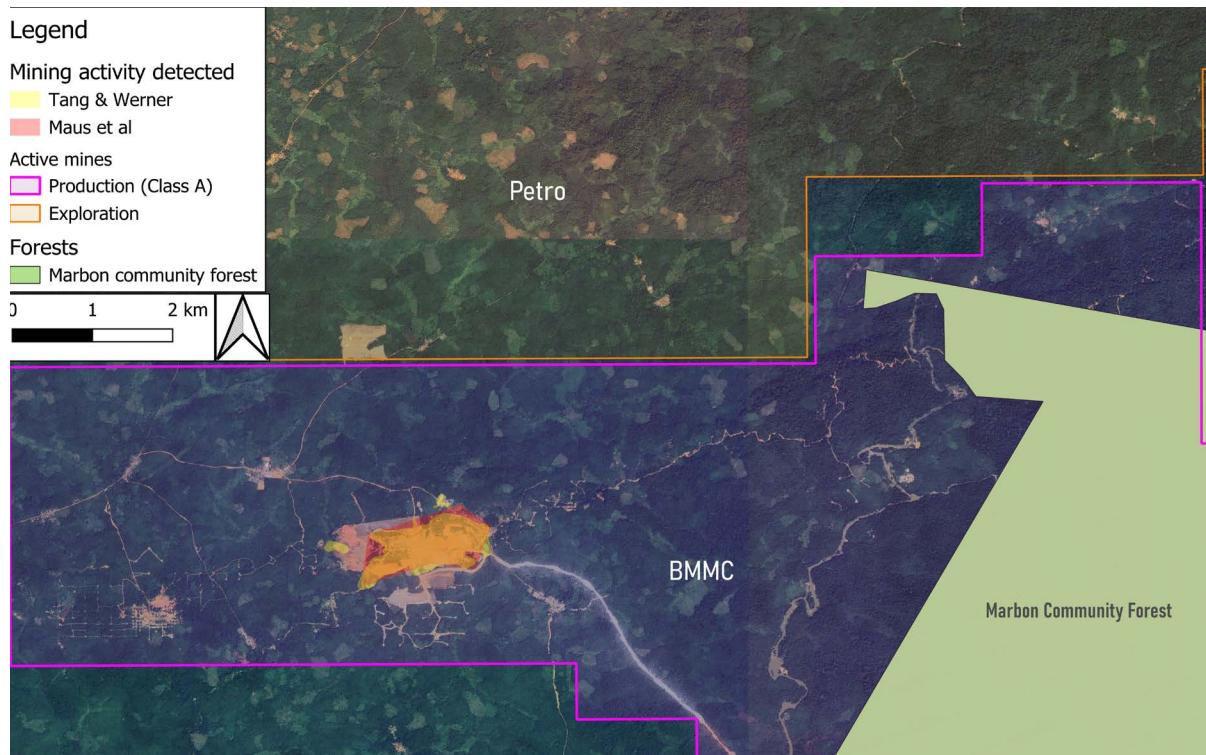 Legend
Mining activity detected
Tang & Werner
Maus et al
Active mines
Production (Class A)
Exploration
Forests
Marbon community forest
0 1 2 km
Petro
BMMC
Marbon Community Forest